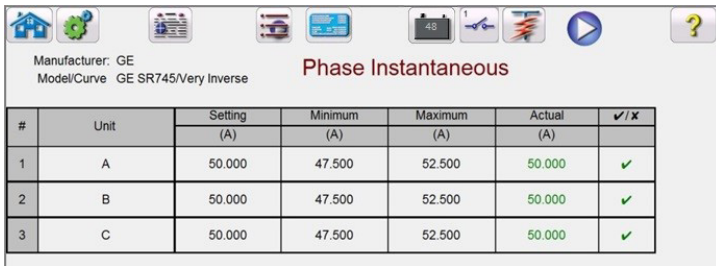 48 1
Manufacturer: GE
Model/Curve GE SR745/Very Inverse
Phase Instantaneous
# Unit Setting Minimum Maximum Actual ✔/✘
(A) (A) (A) (A)
1 A 50.000 47.500 52.500 50.000 ✔
2 B 50.000 47.500 52.500 50.000 ✔
3 C 50.000 47.500 52.500 50.000 ✔